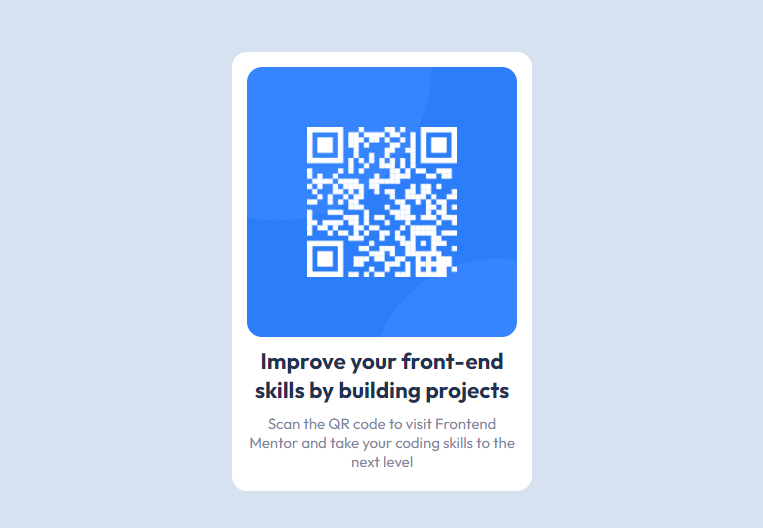 Improve your front-end
skills by building projects
Scan the QR code to visit Frontend
Mentor and take your coding skills to the
next level